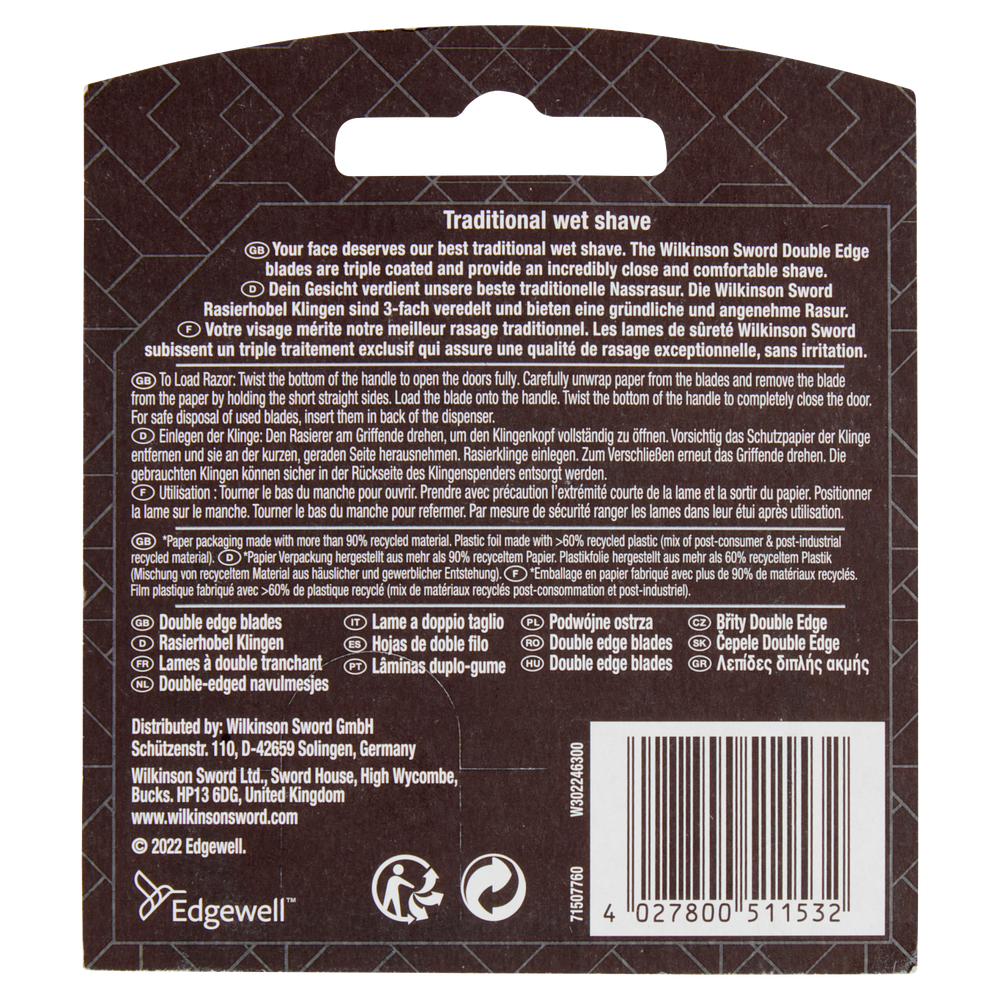 Traditional wet shave
GB Your face deserves our best traditional wet shave. The Wilkinson Sword Double Edge
blades are triple coated and provide an incredibly close and comfortable shave.
D Dein Gesicht verdient unsere beste traditionelle Nassrasur. Die Wilkinson Sword
Rasierhobel Klingen sind 3-fach veredelt und bieten eine gründliche und angenehme Rasur.
F Votre visage mérite notre meilleur rasage traditionnel. Les lames de sûreté Wilkinson Sword
subissent un triple traitement exclusif qui assure une qualité de rasage exceptionnelle, sans irritation.
GB To Load Razor: Twist the bottom of the handle to open the doors fully. Carefully unwrap paper from the blades and remove the blade
from the paper by holding the short straight sides. Load the blade onto the handle. Twist the bottom of the handle to completely close the door.
For safe disposal of used blades, insert them in back of the dispenser.
D Einlegen der Klinge: Den Rasierer am Griffende drehen, um den Klingenkopf vollständig zu öffnen. Vorsichtig das Schutzpapier der Klinge
entfernen und sie an der kurzen, geraden Seite herausnehmen. Rasierklinge einlegen. Zum Verschließen erneut das Griffende drehen. Die
gebrauchten Klingen können sicher in der Rückseite des Klingenspenders entsorgt werden.
F Utilisation : Tourner le bas du manche pour ouvrir. Prendre avec précaution l'extrémité courte de la lame et la sortir du papier. Positionner
la lame sur le manche. Tourner le bas du manche pour refermer. Par mesure de sécurité ranger les lames dans leur étui après utilisation.
GB *Paper packaging made with more than 90% recycled material. Plastic foil made with >60% recycled plastic (mix of post-consumer & post-industrial
recycled material). D *Papier Verpackung hergestellt aus mehr als 90% recyceltem Papier. Plastikfolie hergestellt aus mehr als 60% recyceltem Plastik
(Mischung von recyceltem Material aus häuslicher und gewerblicher Entstehung). F *Emballage en papier fabriqué avec plus de 90% de matériaux recyclés.
Film plastique fabriqué avec >60% de plastique recyclé (mix de matériaux recyclés post-consommation et post-industriel).
GB Double edge blades
D Rasierhobel Klingen
FR Lames à double tranchant
NL Double-edged navulmesjes
IT Lame a doppio taglio
ES Hojas de doble filo
PT Lâminas duplo-gume
PL Podwójne ostrza
RO Double edge blades
HU Double edge blades
CZ Břity Double Edge
SK Čepele Double Edge
GR Λεπίδες διπλής ακμής
Distributed by: Wilkinson Sword GmbH
Schützenstr. 110, D-42659 Solingen, Germany
Wilkinson Sword Ltd., Sword House, High Wycombe,
Bucks. HP13 6DG, United Kingdom
www.wilkinsonsword.com
© 2022 Edgewell.
Edgewell™
71507760 W302246300
4 027800 511532